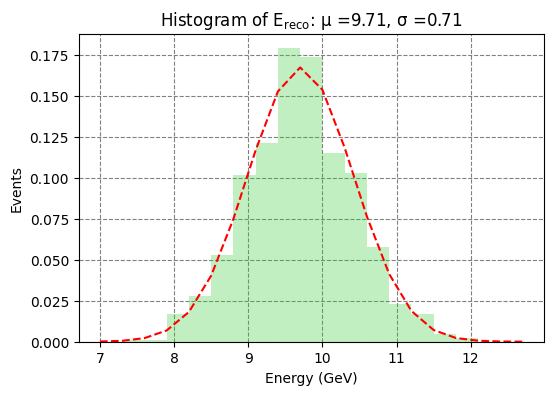 Histogram of E_reco: μ =9.71, σ =0.71
Events
0.175
0.150
0.125
0.100
0.075
0.050
0.025
0.000
7 8 9 10 11 12
Energy (GeV)